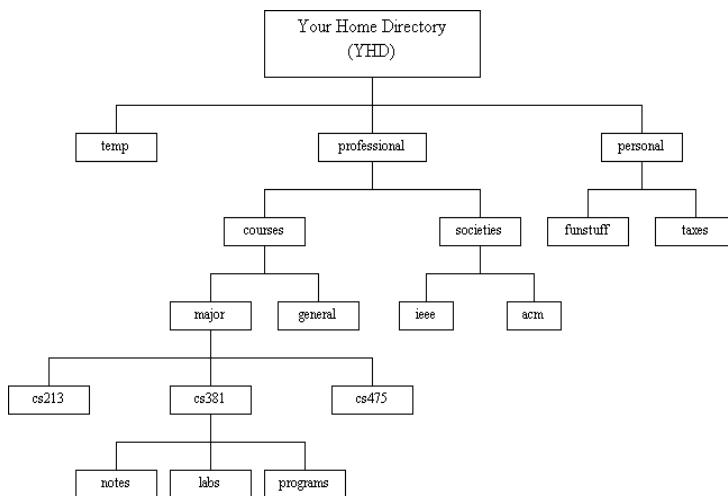 Your Home Directory
(YHD)
temp
professional
personal
courses
societies
funstuff
taxes
major
general
ieee
acm
cs213
cs381
cs475
notes
labs
programs